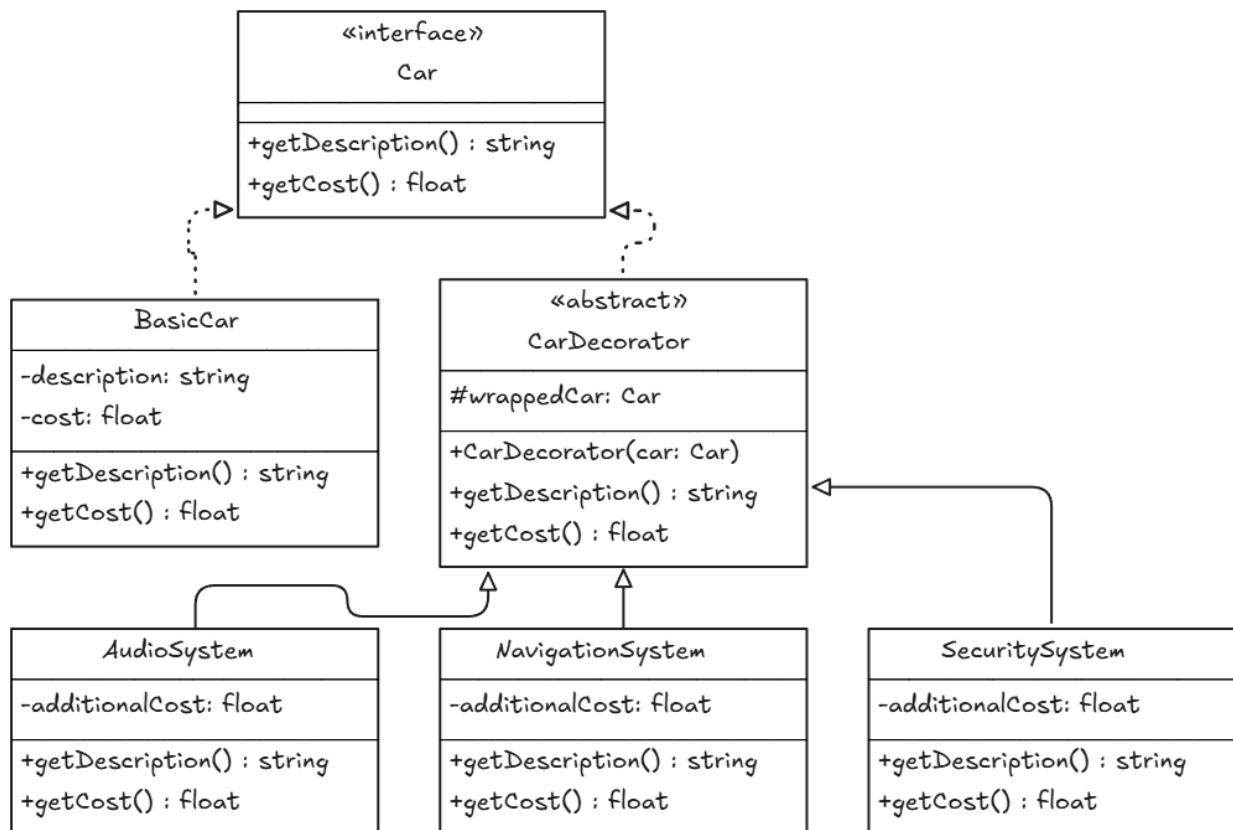 «interface»
Car
+getDescription() : string
+getCost() : float
BasicCar
-description: string
-cost: float
+getDescription() : string
+getCost() : float
«abstract»
CarDecorator
#wrappedCar: Car
+CarDecorator(car: Car)
+getDescription() : string
+getCost() : float
AudioSystem
-additionalCost: float
+getDescription() : string
+getCost() : float
NavigationSystem
-additionalCost: float
+getDescription() : string
+getCost() : float
SecuritySystem
-additionalCost: float
+getDescription() : string
+getCost() : float